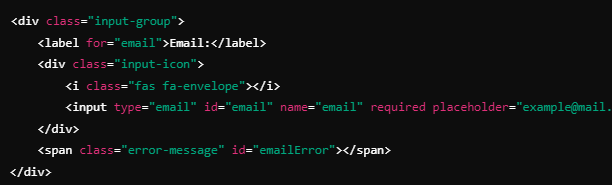 <div class="input-group">
    <label for="email">Email:</label>
    <div class="input-icon">
        <i class="fas fa-envelope"></i>
        <input type="email" id="email" name="email" required placeholder="example@mail.
    </div>
    <span class="error-message" id="emailError"></span>
</div>